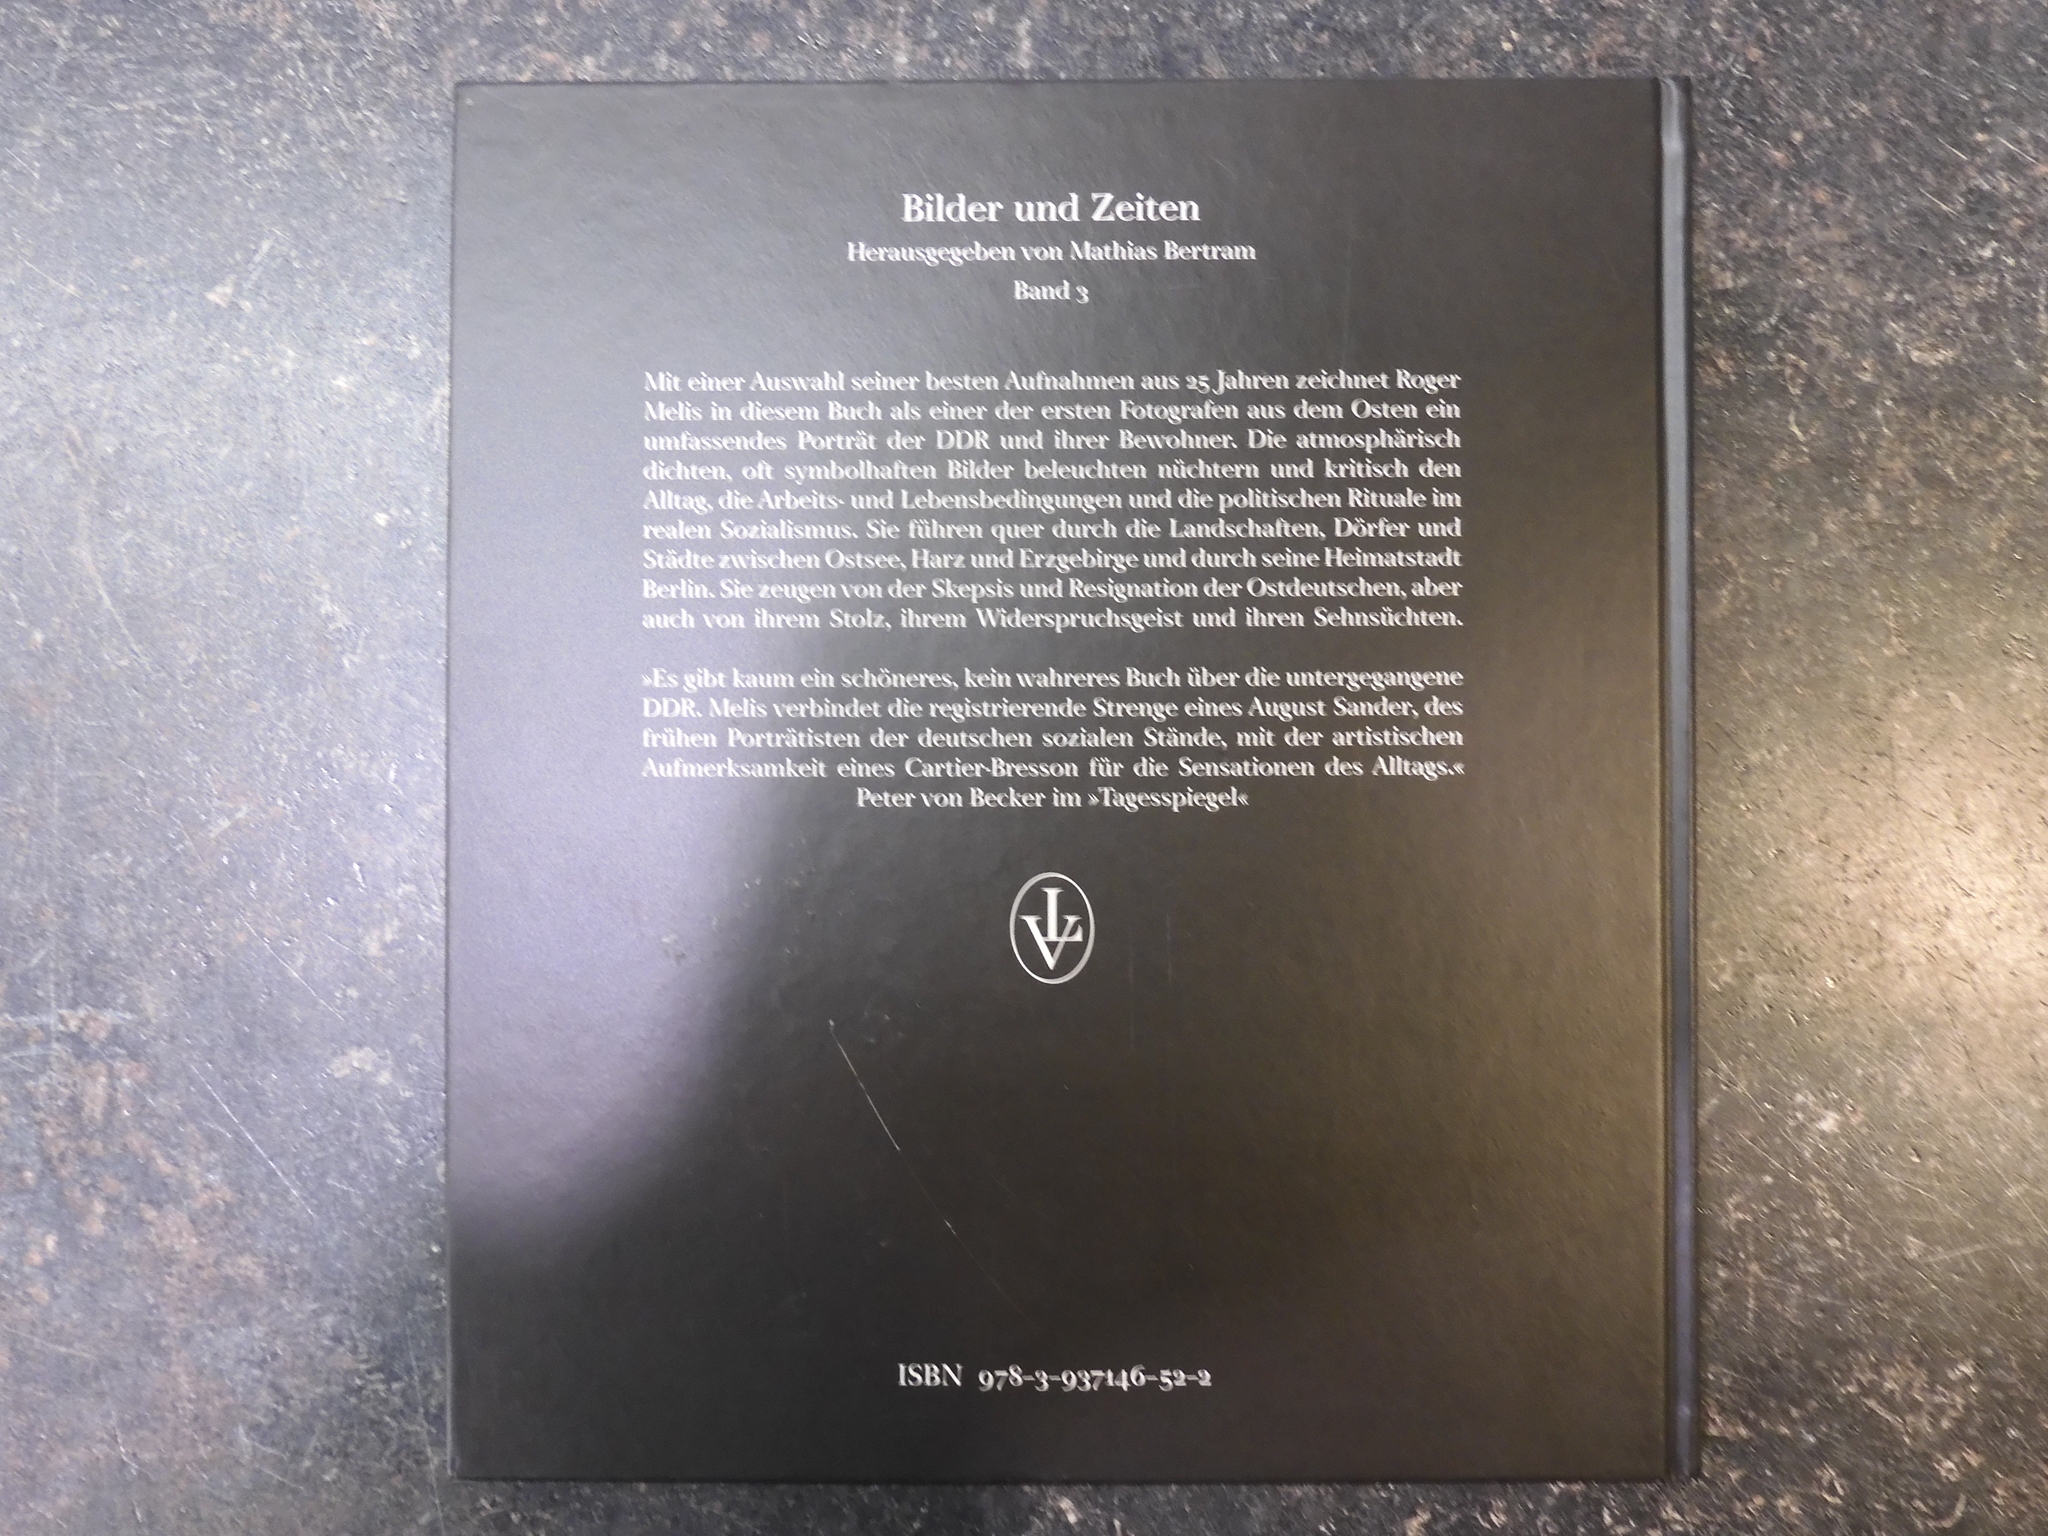 Bilder und Zeiten
Herausgegeben von Mathias Bertram
Band 3
Mit einer Auswahl seiner besten Aufnahmen aus 25 Jahren zeichnet Roger
Melis in diesem Buch als einer der ersten Fotografen aus dem Osten ein
umfassendes Porträt der DDR und ihrer Bewohner. Die atmosphärisch
dichten, oft symbolhaften Bilder beleuchten nüchtern und kritisch den
Alltag, die Arbeits- und Lebensbedingungen und die politischen Rituale im
realen Sozialismus. Sie führen quer durch die Landschaften, Dörfer und
Städte zwischen Ostsee, Harz und Erzgebirge und durch seine Heimatstadt
Berlin. Sie zeugen von der Skepsis und Resignation der Ostdeutschen, aber
auch von ihrem Stolz, ihrem Widerspruchsgeist und ihren Sehnsüchten.
»Es gibt kaum ein schöneres, kein wahreres Buch über die untergegangene
DDR. Melis verbindet die registrierende Strenge eines August Sander, des
frühen Porträtisten der deutschen sozialen Stände, mit der artistischen
Aufmerksamkeit eines Cartier-Bresson für die Sensationen des Alltags.«
Peter von Becker im »Tagesspiegel«
LV
ISBN 978-3-937146-52-2